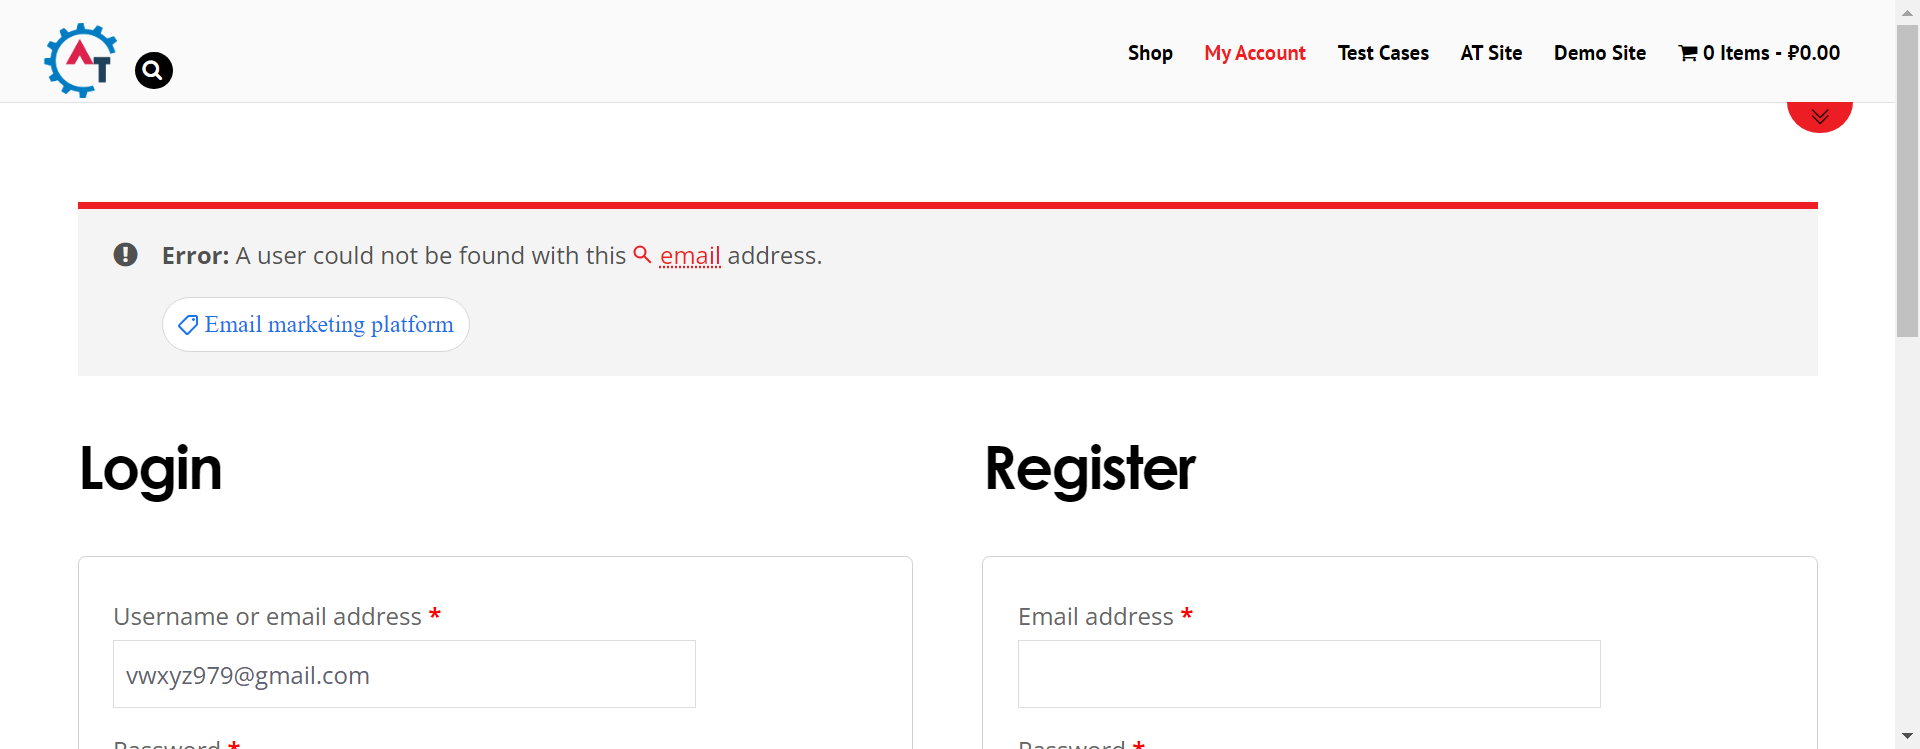 AT
Shop My Account Test Cases AT Site Demo Site 0 Items - ₽0.00
Error: A user could not be found with this email address.
Email marketing platform
Login
Register
Username or email address *
Email address *
vwxyz979@gmail.com
Password *
Password *